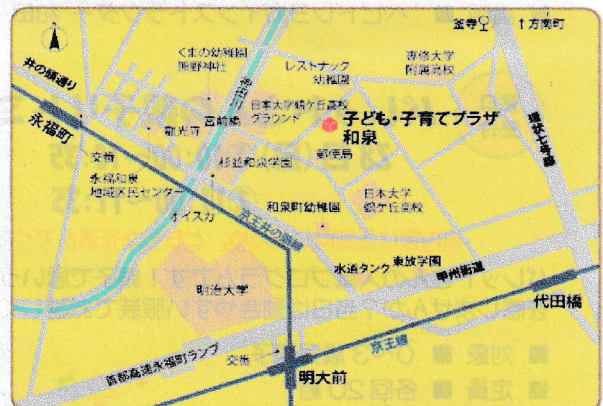 釜寺
↑方南町
くまの幼稚園
熊野神社
レストナック
幼稚園
専修大学
附属高校
井の頭通り
神田川
日本大学鶴ケ丘高校
グラウンド
子ども・子育てプラザ
和泉
環状七号線
永福町
龍光寺
宮前橋
郵便局
交番
杉並和泉学園
永福和泉
地域区民センター
日本大学
鶴ケ丘高校
オイスカ
和泉町幼稚園
京王井の頭線
水道タンク
東放学園
甲州街道
明治大学
代田橋
首都高速永福町ランプ
交番
京王線
明大前